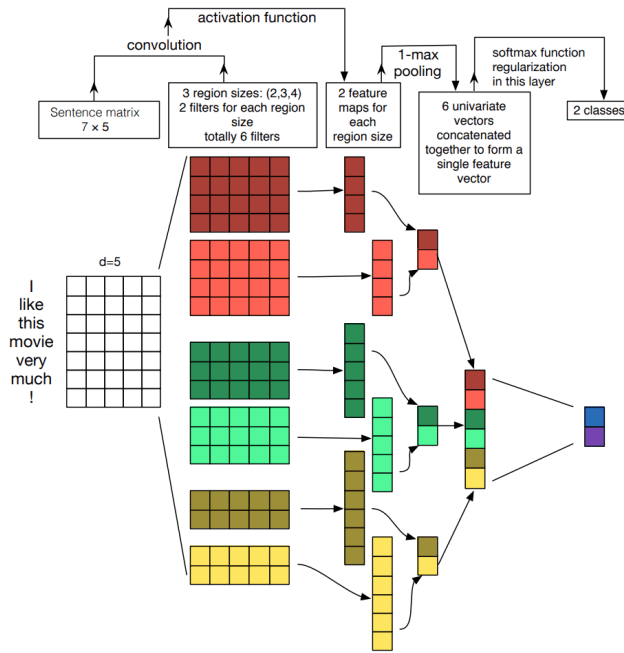 activation function
convolution
1-max
pooling
softmax function
regularization
in this layer
Sentence matrix
7 × 5
3 region sizes: (2,3,4)
2 filters for each region
size
totally 6 filters
2 feature
maps for
each
region size
6 univariate
vectors
concatenated
together to form a
single feature
vector
2 classes
d=5
I
like
this
movie
very
much
!